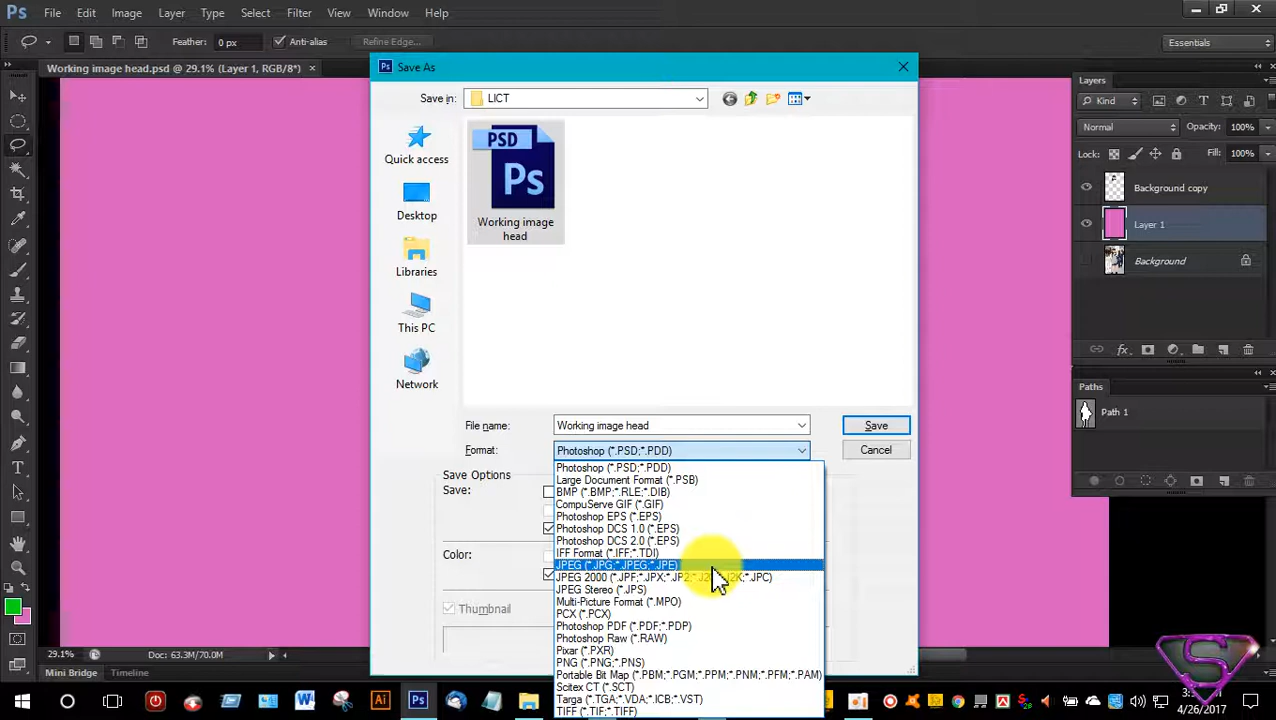 Ps File Edit Image Layer Type Select Filter View Window Help
Feather: 0 px Anti-alias Refine Edge... Essentials
Working image head.psd @ 29.1% (Layer 1, RGB/8*) ×
Ps Save As
Save in: LICT
Quick access
Desktop
Libraries
This PC
Network
PSD
Ps
Working image
head
File name: Working image head Save
Format: Photoshop (*.PSD;*.PDD) Cancel
Save Options
Save:
Color:
Thumbnail
Photoshop (*.PSD;*.PDD)
Large Document Format (*.PSB)
BMP (*.BMP;*.RLE;*.DIB)
CompuServe GIF (*.GIF)
Photoshop EPS (*.EPS)
Photoshop DCS 1.0 (*.EPS)
Photoshop DCS 2.0 (*.EPS)
IFF Format (*.IFF;*.TDI)
JPEG (*.JPG;*.JPEG;*.JPE)
JPEG 2000 (*.JPF;*.JPX;*.JP2;*.J2K;*.JPC)
JPEG Stereo (*.JPS)
Multi-Picture Format (*.MPO)
PCX (*.PCX)
Photoshop PDF (*.PDF;*.PDP)
Photoshop Raw (*.RAW)
Pixar (*.PXR)
PNG (*.PNG;*.PNS)
Portable Bit Map (*.PBM;*.PGM;*.PPM;*.PNM;*.PFM;*.PAM)
Scitex CT (*.SCT)
Targa (*.TGA;*.VDA;*.ICB;*.VST)
TIFF (*.TIF;*.TIFF)
Layers
Kind
Normal Opacity: 100%
Lock: Fill: 100%
Background copy
Layer 1
Background
Paths
Path 1
29.1% Doc: 63.3M/70.0M
Mini Bridge Timeline
S
4/26/2017